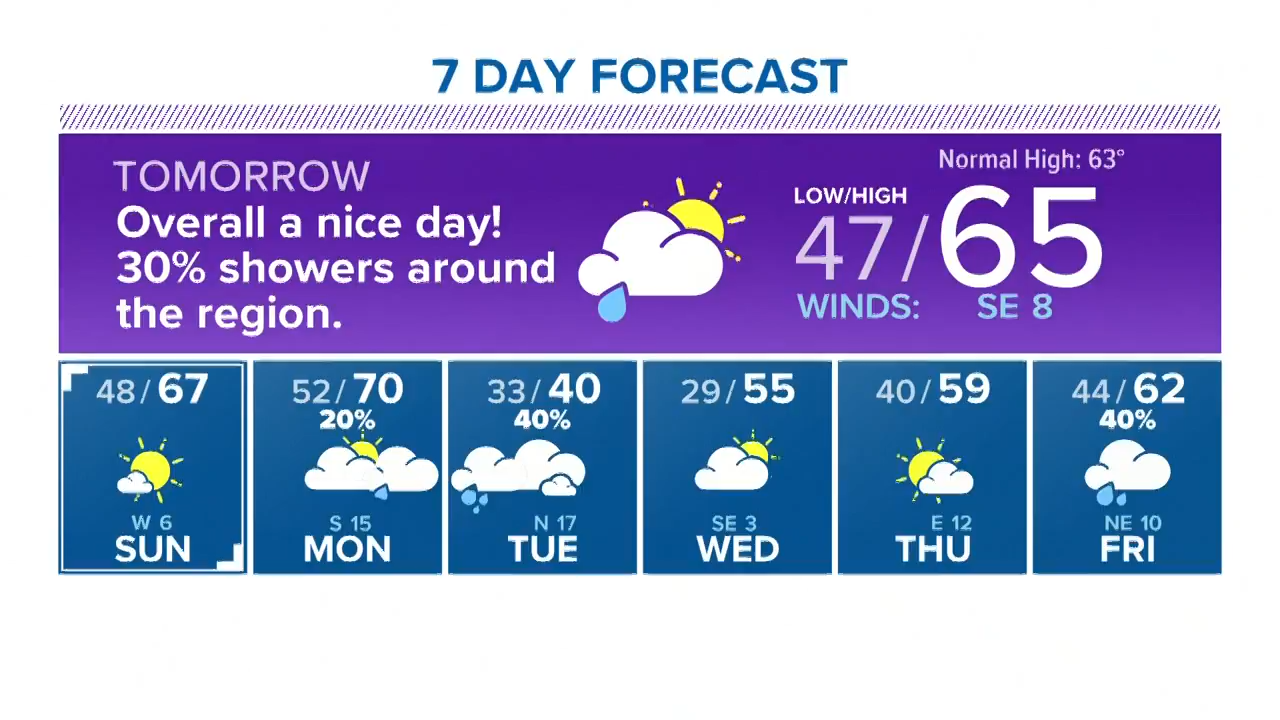 7 DAY FORECAST
TOMORROW
Overall a nice day!
30% showers around
the region.
Normal High: 63°
LOW/HIGH
47/65
WINDS: SE 8
48/67
W 6
SUN
52/70
20%
S 15
MON
33/40
40%
N 17
TUE
29/55
SE 3
WED
40/59
E 12
THU
44/62
40%
NE 10
FRI